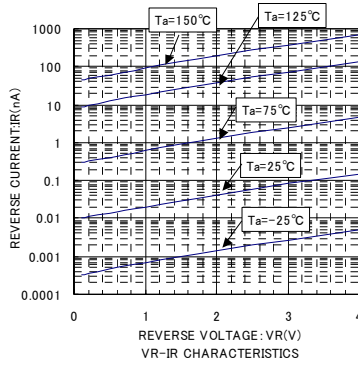 Ta=150℃
Ta=125℃
Ta=75℃
Ta=25℃
Ta=-25℃
REVERSE CURRENT:IR(nA)
1000
100
10
1
0.1
0.01
0.001
0.0001
0 1 2 3 4
REVERSE VOLTAGE:VR(V)
VR-IR CHARACTERISTICS